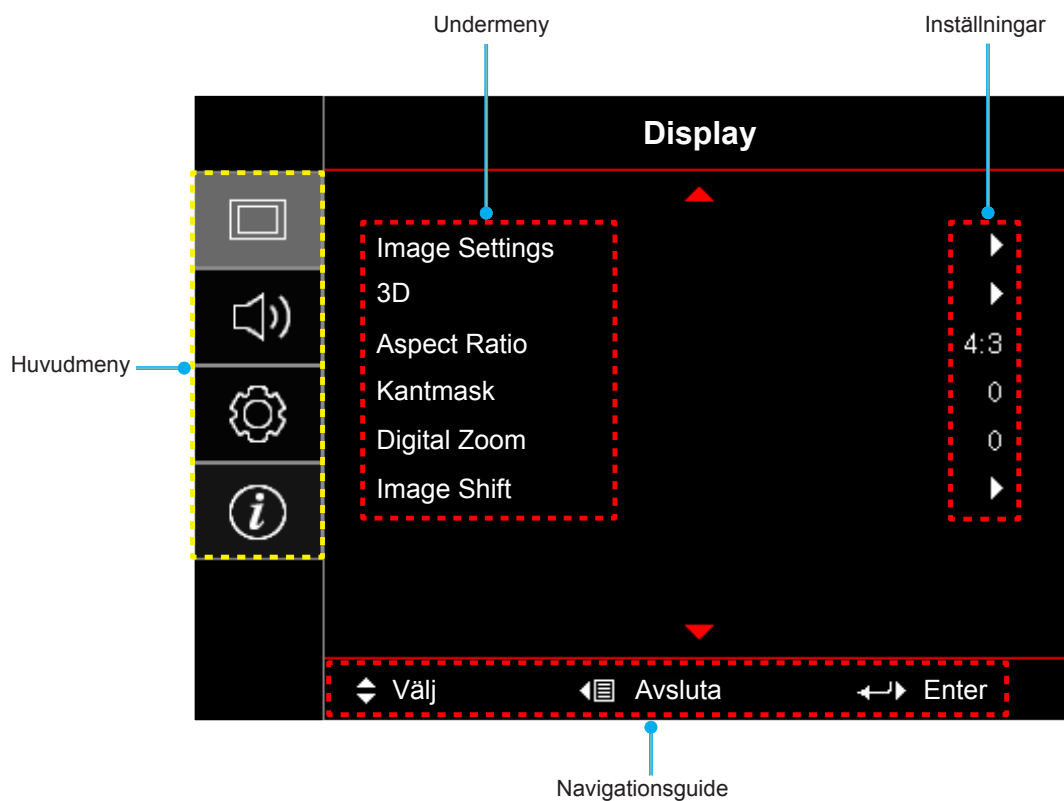 Undermeny
Inställningar
Display
Image Settings
3D
Aspect Ratio 4:3
Huvudmeny
Kantmask 0
Digital Zoom 0
Image Shift
Välj Avsluta Enter
Navigationsguide